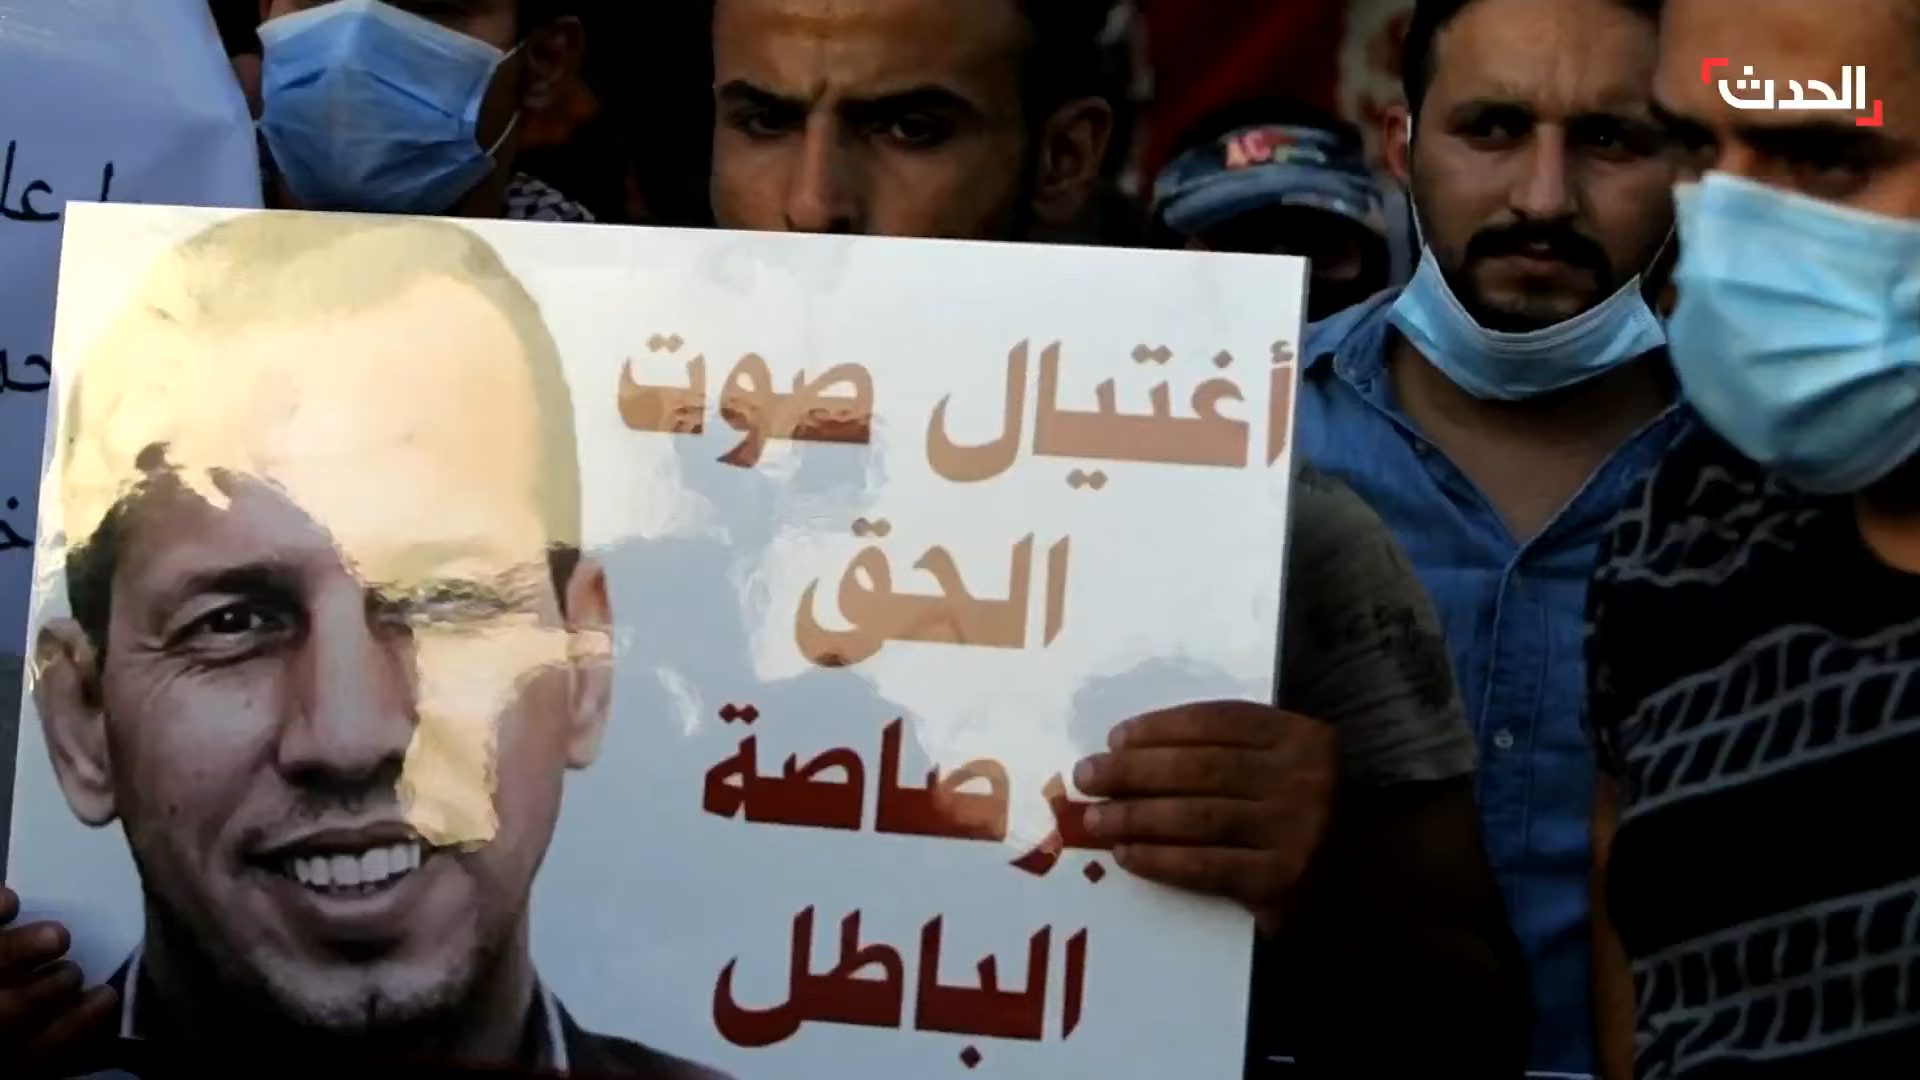 الحدث
أغتيال صوت
الحق
برصاصة
الباطل